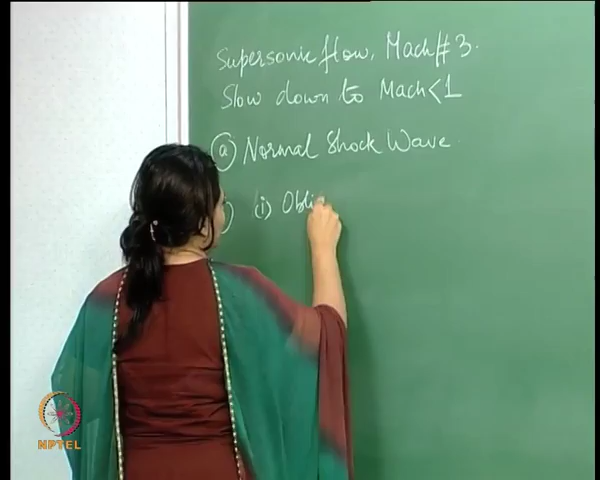 Supersonic flow, Mach # 3.
Slow down to Mach < 1
(a) Normal Shock Wave.
(i) Obli
NPTEL